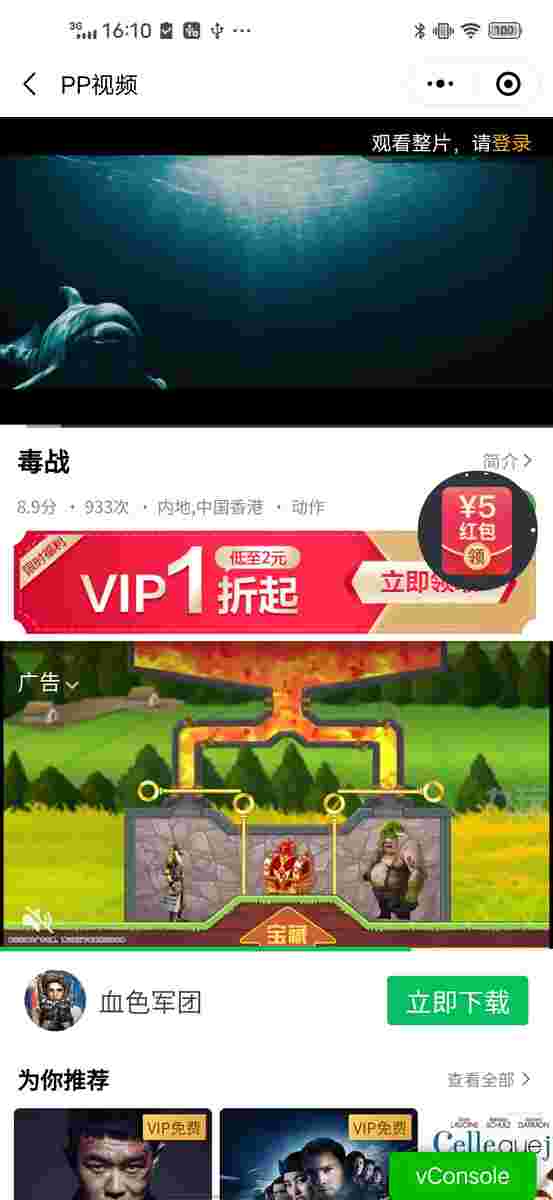 3G 16:10 100
PP视频
观看整片，请登录
毒战
简介
8.9分 · 933次 · 内地,中国香港 · 动作
¥5
红包
领
限时福利
低至2元
VIP1折起
立即领
广告
宝藏
血色军团
立即下载
为你推荐
查看全部
VIP免费
VIP免费
vConsole